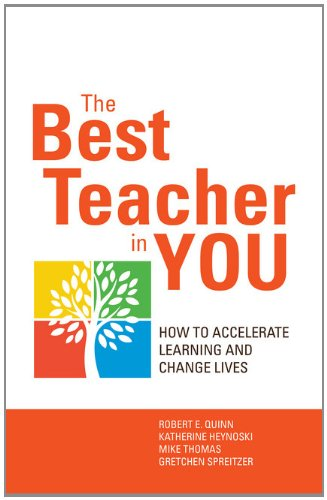 The
Best
Teacher
in YOU
HOW TO ACCELERATE
LEARNING AND
CHANGE LIVES
ROBERT E. QUINN
KATHERINE HEYNOSKI
MIKE THOMAS
GRETCHEN SPREITZER